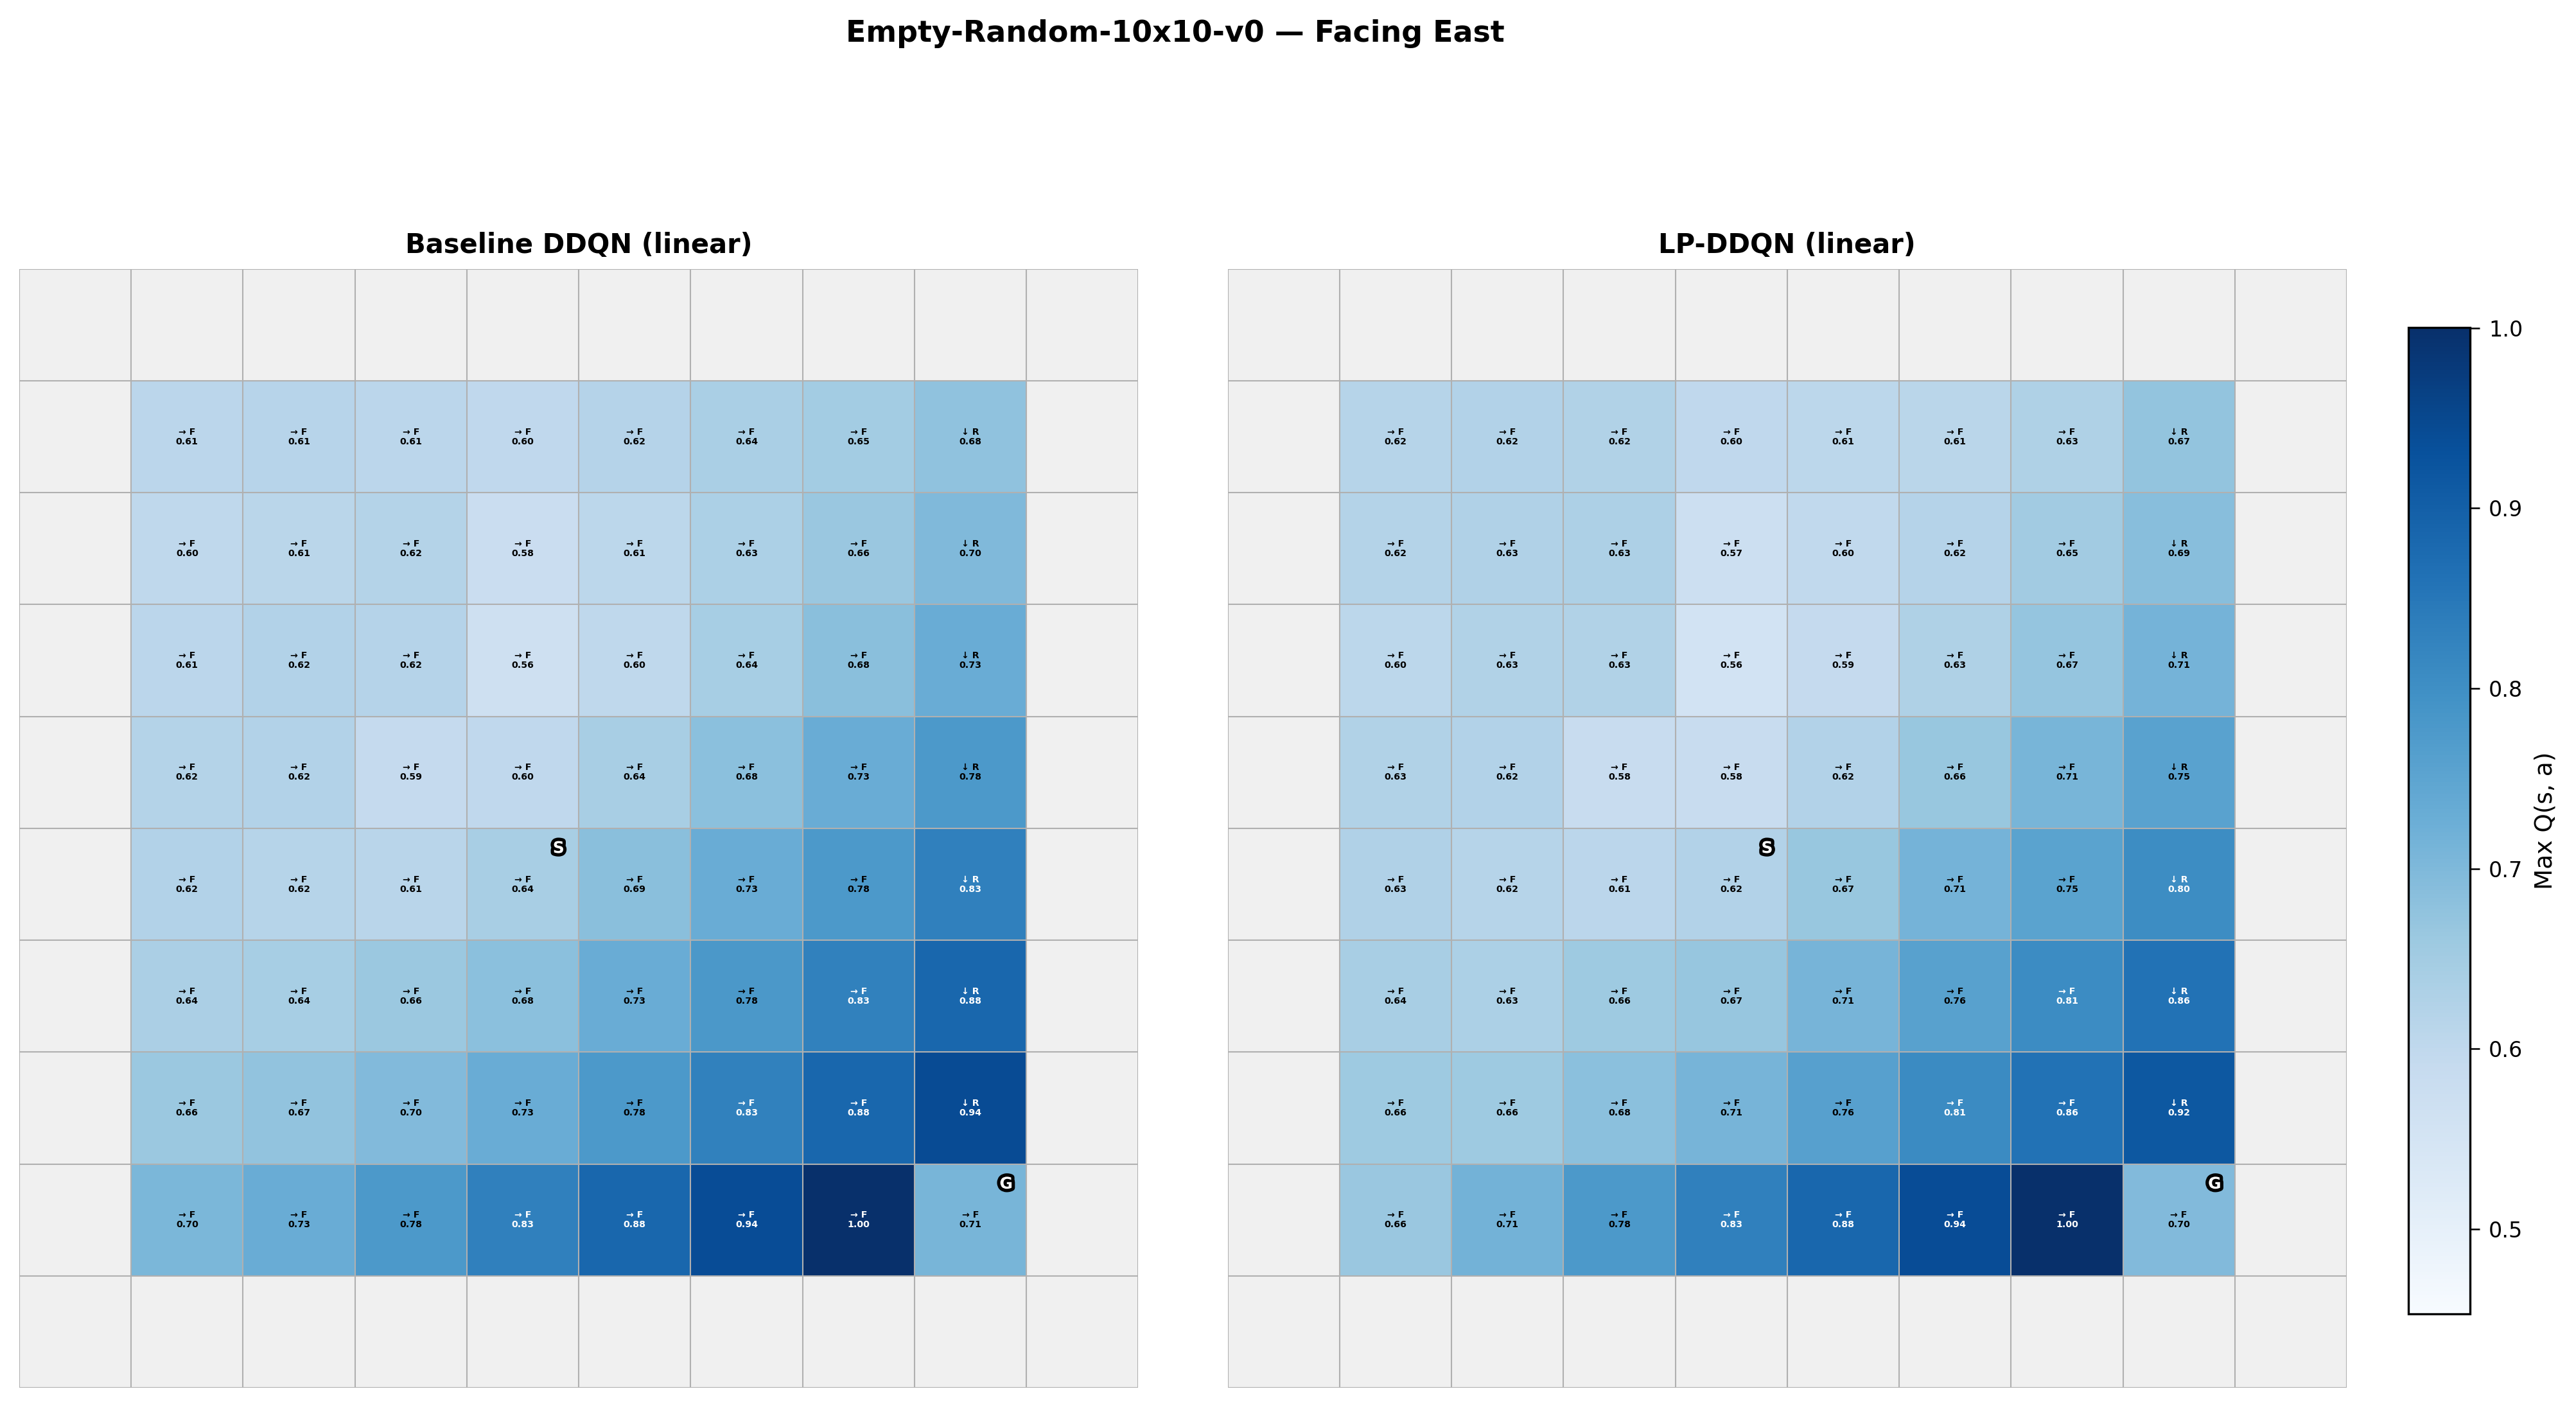 Empty-Random-10x10-v0 — Facing East
Baseline DDQN (linear)
→ F → F → F → F → F → F → F ↓ R
0.61 0.61 0.61 0.60 0.62 0.64 0.65 0.68
→ F → F → F → F → F → F → F ↓ R
0.60 0.61 0.62 0.58 0.61 0.63 0.66 0.70
→ F → F → F → F → F → F → F ↓ R
0.61 0.62 0.62 0.56 0.60 0.64 0.68 0.73
→ F → F → F → F → F → F → F ↓ R
0.62 0.62 0.59 0.60 0.64 0.68 0.73 0.78
S
→ F → F → F → F → F → F → F ↓ R
0.62 0.62 0.61 0.64 0.69 0.73 0.78 0.83
→ F → F → F → F → F → F → F ↓ R
0.64 0.64 0.66 0.68 0.73 0.78 0.83 0.88
→ F → F → F → F → F → F → F ↓ R
0.66 0.67 0.70 0.73 0.78 0.83 0.88 0.94
G
→ F → F → F → F → F → F → F → F
0.70 0.73 0.78 0.83 0.88 0.94 1.00 0.71
LP-DDQN (linear)
→ F → F → F → F → F → F → F ↓ R
0.62 0.62 0.62 0.60 0.61 0.61 0.63 0.67
→ F → F → F → F → F → F → F ↓ R
0.62 0.63 0.63 0.57 0.60 0.62 0.65 0.69
→ F → F → F → F → F → F → F ↓ R
0.60 0.63 0.63 0.56 0.59 0.63 0.67 0.71
→ F → F → F → F → F → F → F ↓ R
0.63 0.62 0.58 0.58 0.62 0.66 0.71 0.75
S
→ F → F → F → F → F → F → F ↓ R
0.63 0.62 0.61 0.62 0.67 0.71 0.75 0.80
→ F → F → F → F → F → F → F ↓ R
0.64 0.63 0.66 0.67 0.71 0.76 0.81 0.86
→ F → F → F → F → F → F → F ↓ R
0.66 0.66 0.68 0.71 0.76 0.81 0.86 0.92
G
→ F → F → F → F → F → F → F → F
0.66 0.71 0.78 0.83 0.88 0.94 1.00 0.70
1.0
0.9
0.8
0.7
0.6
0.5
Max Q(s, a)